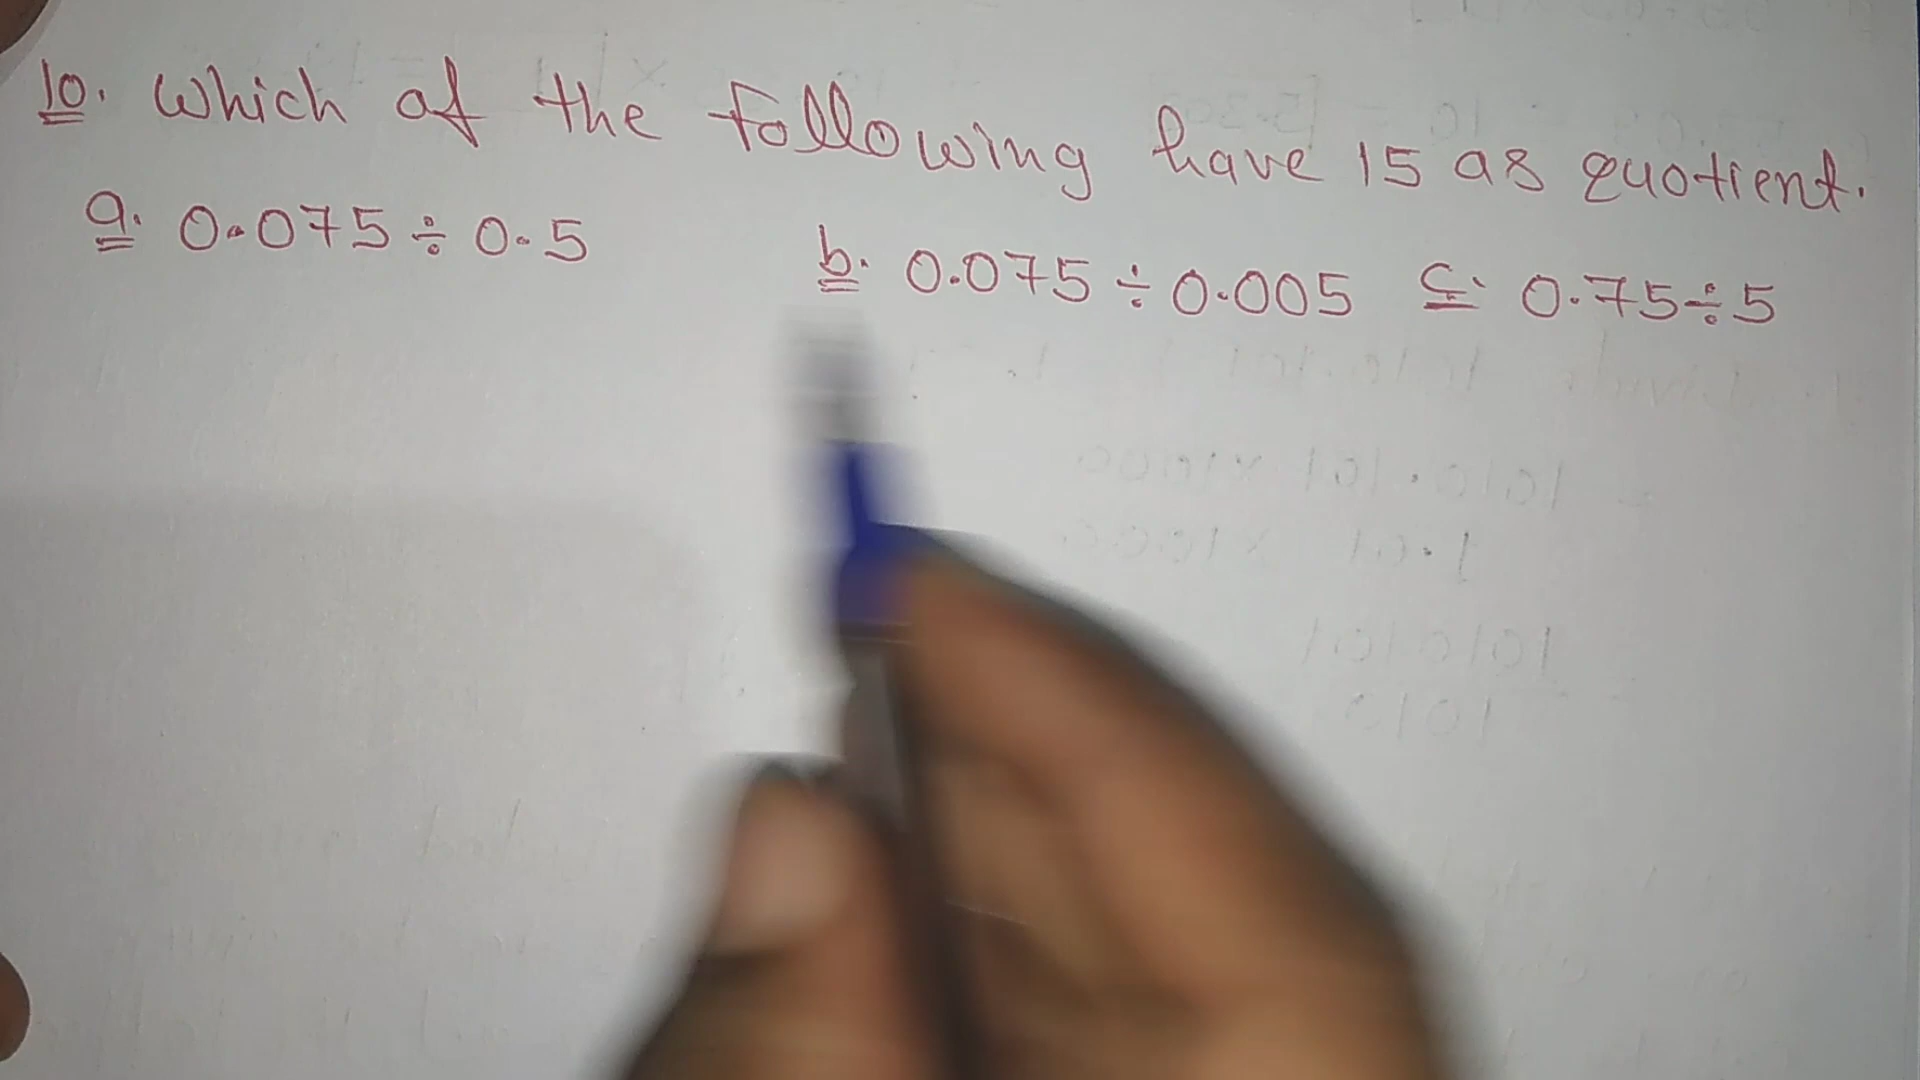 10. Which of the following have 15 as quotient.
a. 0.075 ÷ 0.5 b. 0.075 ÷ 0.005 c. 0.75 ÷ 5